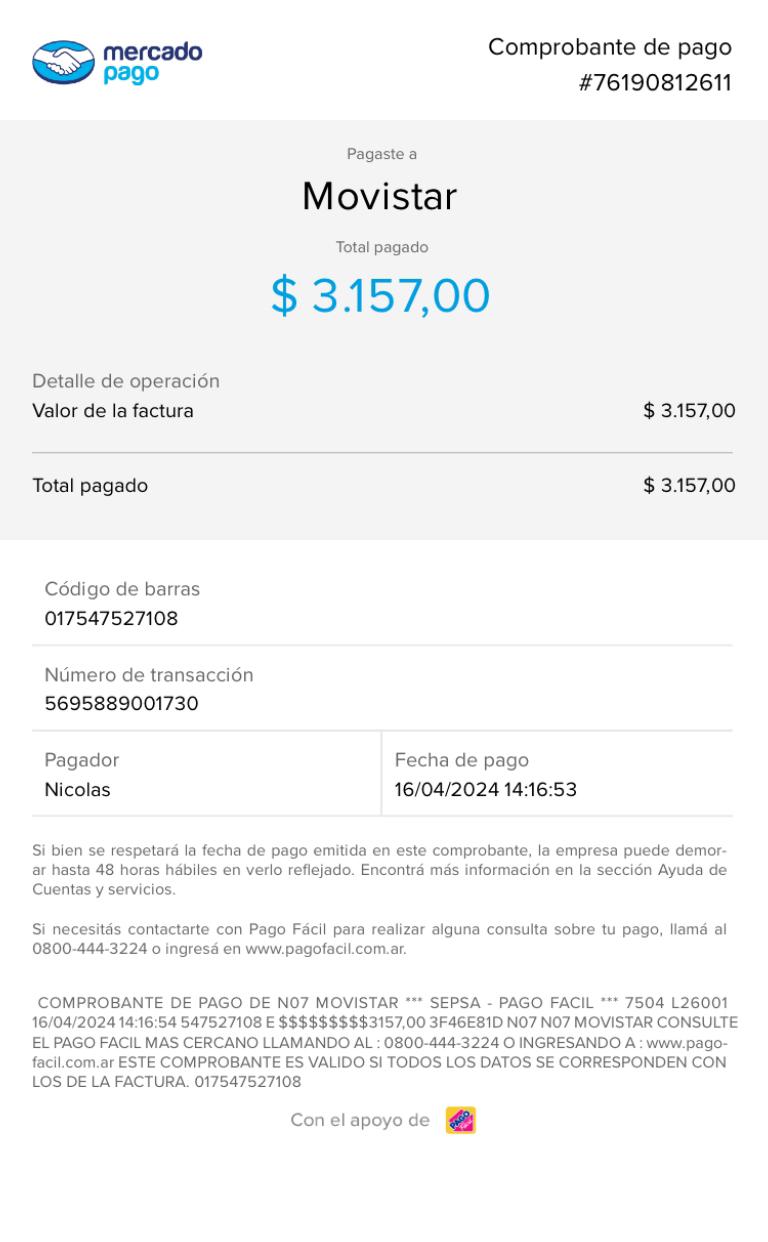 mercado
pago
Comprobante de pago
#76190812611
Pagaste a
Movistar
Total pagado
$ 3.157,00
Detalle de operación
Valor de la factura $ 3.157,00
Total pagado $ 3.157,00
Código de barras
017547527108
Número de transacción
5695889001730
Pagador
Nicolas
Fecha de pago
16/04/2024 14:16:53
Si bien se respetará la fecha de pago emitida en este comprobante, la empresa puede demor-
ar hasta 48 horas hábiles en verlo reflejado. Encontrá más información en la sección Ayuda de
Cuentas y servicios.
Si necesitás contactarte con Pago Fácil para realizar alguna consulta sobre tu pago, llamá al
0800-444-3224 o ingresá en www.pagofacil.com.ar.
COMPROBANTE DE PAGO DE N07 MOVISTAR *** SEPSA - PAGO FACIL *** 7504 L26001
16/04/2024 14:16:54 547527108 E $$$$$$$$$3157,00 3F46E81D N07 N07 MOVISTAR CONSULTE
EL PAGO FACIL MAS CERCANO LLAMANDO AL : 0800-444-3224 O INGRESANDO A : www.pago-
facil.com.ar ESTE COMPROBANTE ES VALIDO SI TODOS LOS DATOS SE CORRESPONDEN CON
LOS DE LA FACTURA. 017547527108
Con el apoyo de
PAGO